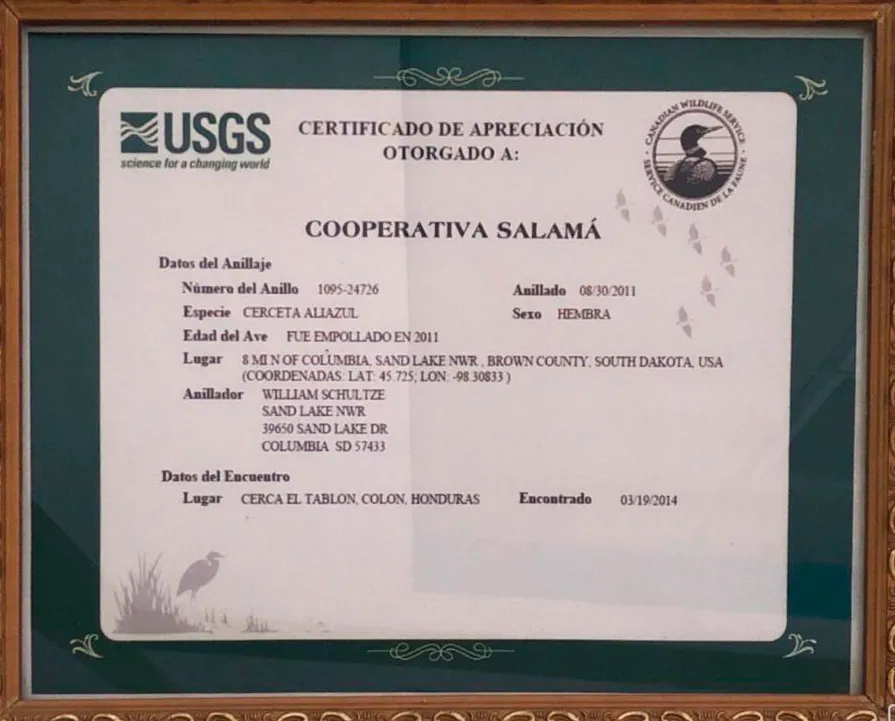 USGS
science for a changing world
CERTIFICADO DE APRECIACIÓN
OTORGADO A:
CANADIAN WILDLIFE SERVICE
SERVICE CANADIEN DE LA FAUNE
COOPERATIVA SALAMÁ
Datos del Anillaje
Número del Anillo 1095-24726 Anillado 08/30/2011
Especie CERCETA ALIAZUL Sexo HEMBRA
Edad del Ave FUE EMPOLLADO EN 2011
Lugar 8 MI N OF COLUMBIA, SAND LAKE NWR , BROWN COUNTY, SOUTH DAKOTA, USA
(COORDENADAS: LAT: 45.725; LON: -98.30833 )
Anillador WILLIAM SCHULTZE
SAND LAKE NWR
39650 SAND LAKE DR
COLUMBIA SD 57433
Datos del Encuentro
Lugar CERCA EL TABLON, COLON, HONDURAS Encontrado 03/19/2014